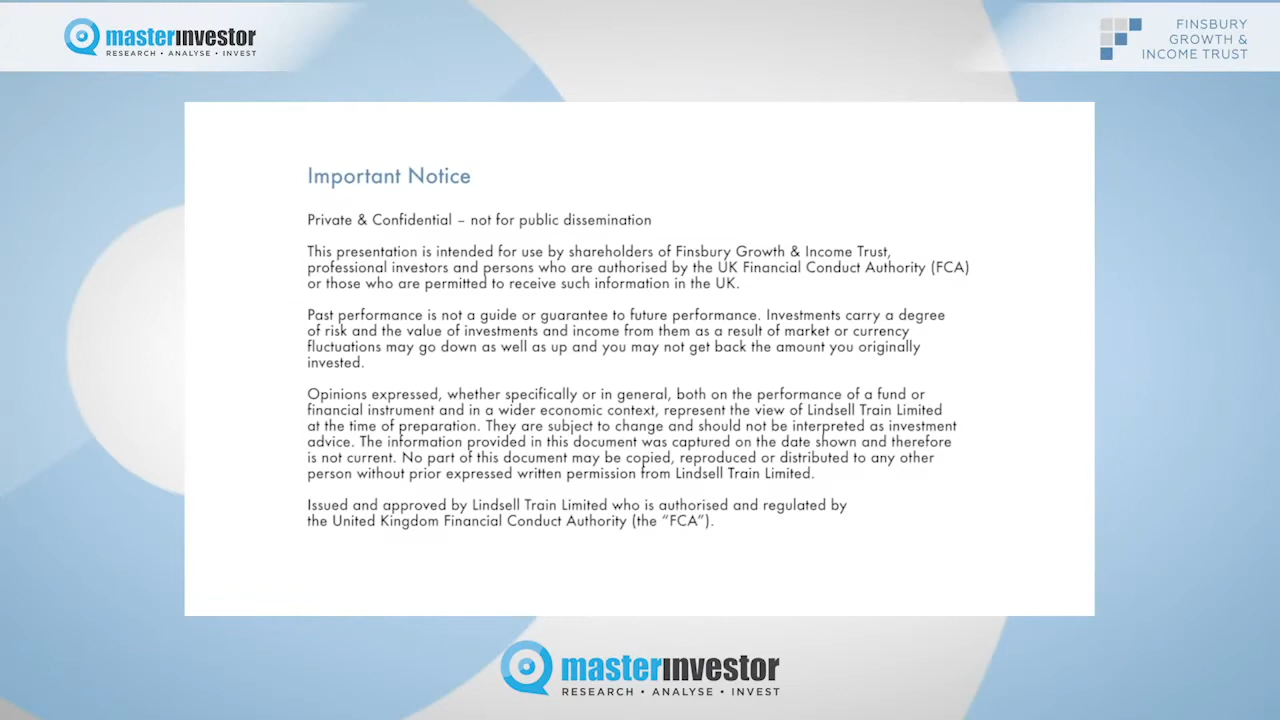 masterinvestor
RESEARCH • ANALYSE • INVEST
FINSBURY
GROWTH &
INCOME TRUST
Important Notice
Private & Confidential – not for public dissemination
This presentation is intended for use by shareholders of Finsbury Growth & Income Trust,
professional investors and persons who are authorised by the UK Financial Conduct Authority (FCA)
or those who are permitted to receive such information in the UK.
Past performance is not a guide or guarantee to future performance. Investments carry a degree
of risk and the value of investments and income from them as a result of market or currency
fluctuations may go down as well as up and you may not get back the amount you originally
invested.
Opinions expressed, whether specifically or in general, both on the performance of a fund or
financial instrument and in a wider economic context, represent the view of Lindsell Train Limited
at the time of preparation. They are subject to change and should not be interpreted as investment
advice. The information provided in this document was captured on the date shown and therefore
is not current. No part of this document may be copied, reproduced or distributed to any other
person without prior expressed written permission from Lindsell Train Limited.
Issued and approved by Lindsell Train Limited who is authorised and regulated by
the United Kingdom Financial Conduct Authority (the “FCA”).
masterinvestor
RESEARCH • ANALYSE • INVEST